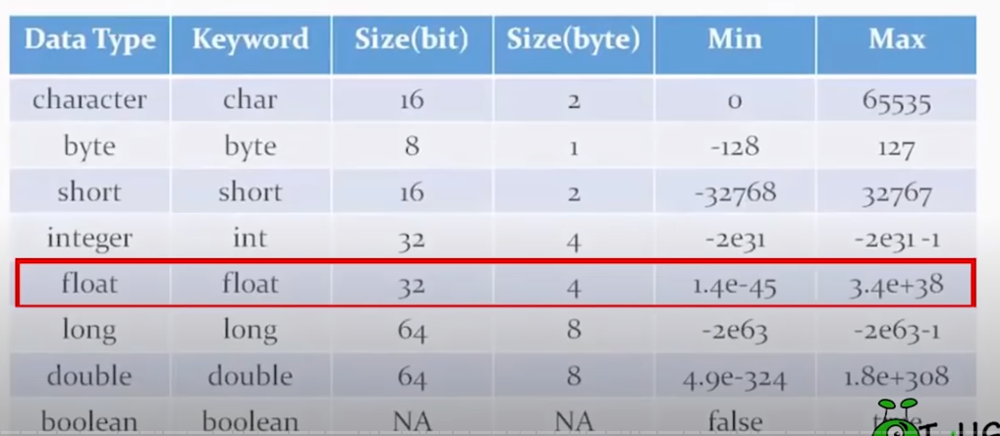 Data Type Keyword Size(bit) Size(byte) Min Max
character char 16 2 0 65535
byte byte 8 1 -128 127
short short 16 2 -32768 32767
integer int 32 4 -2e31 -2e31 -1
float float 32 4 1.4e-45 3.4e+38
long long 64 8 -2e63 -2e63-1
double double 64 8 4.9e-324 1.8e+308
boolean boolean NA NA false